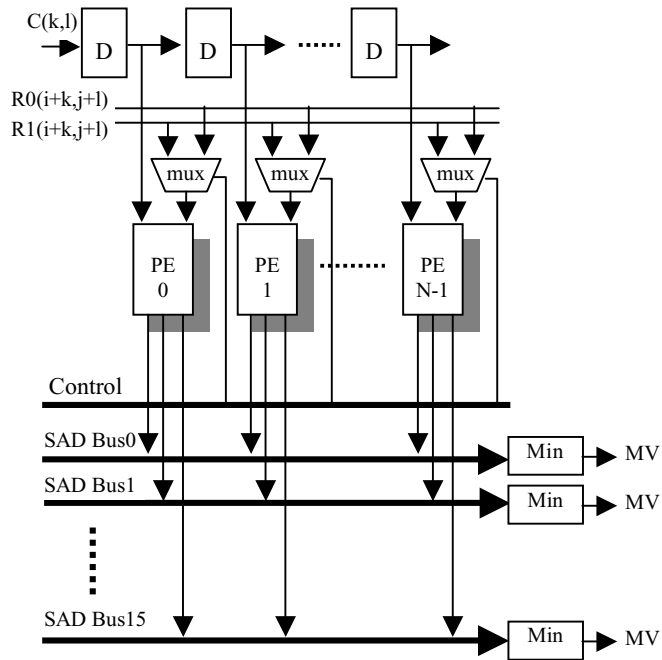 C(k,l)
D D D
R0(i+k,j+l)
R1(i+k,j+l)
mux mux mux
PE 0
PE 1
PE N-1
Control
SAD Bus0
Min MV
SAD Bus1
Min MV
SAD Bus15
Min MV